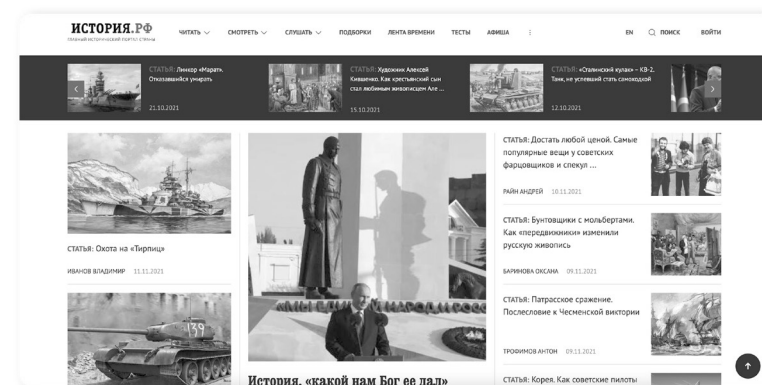 ИСТОРИЯ.РФ
ГЛАВНЫЙ ИСТОРИЧЕСКИЙ ПОРТАЛ СТРАНЫ
ЧИТАТЬ
СМОТРЕТЬ
СЛУШАТЬ
ПОДБОРКИ
ЛЕНТА ВРЕМЕНИ
ТЕСТЫ
АФИША
EN
ПОИСК
ВОЙТИ
СТАТЬЯ: Линкор «Марат».
Отказавшийся умирать
21.10.2021
СТАТЬЯ: Художник Алексей
Кившенко. Как крестьянский сын
стал любимым живописцем Але ...
15.10.2021
СТАТЬЯ: «Сталинский кулак» – КВ-2.
Танк, не успевший стать самоходкой
12.10.2021
СТАТЬЯ: Охота на «Тирпиц»
ИВАНОВ ВЛАДИМИР 11.11.2021
139
История, «какой нам Бог ее дал»
СТАТЬЯ: Достать любой ценой. Самые
популярные вещи у советских
фарцовщиков и спекул ...
РАЙН АНДРЕЙ 10.11.2021
СТАТЬЯ: Бунтовщики с мольбертами.
Как «передвижники» изменили
русскую живопись
БАРИНОВА ОКСАНА 09.11.2021
СТАТЬЯ: Патрасское сражение.
Послесловие к Чесменской виктории
ТРОФИМОВ АНТОН 09.11.2021
СТАТЬЯ: Корея. Как советские пилоты